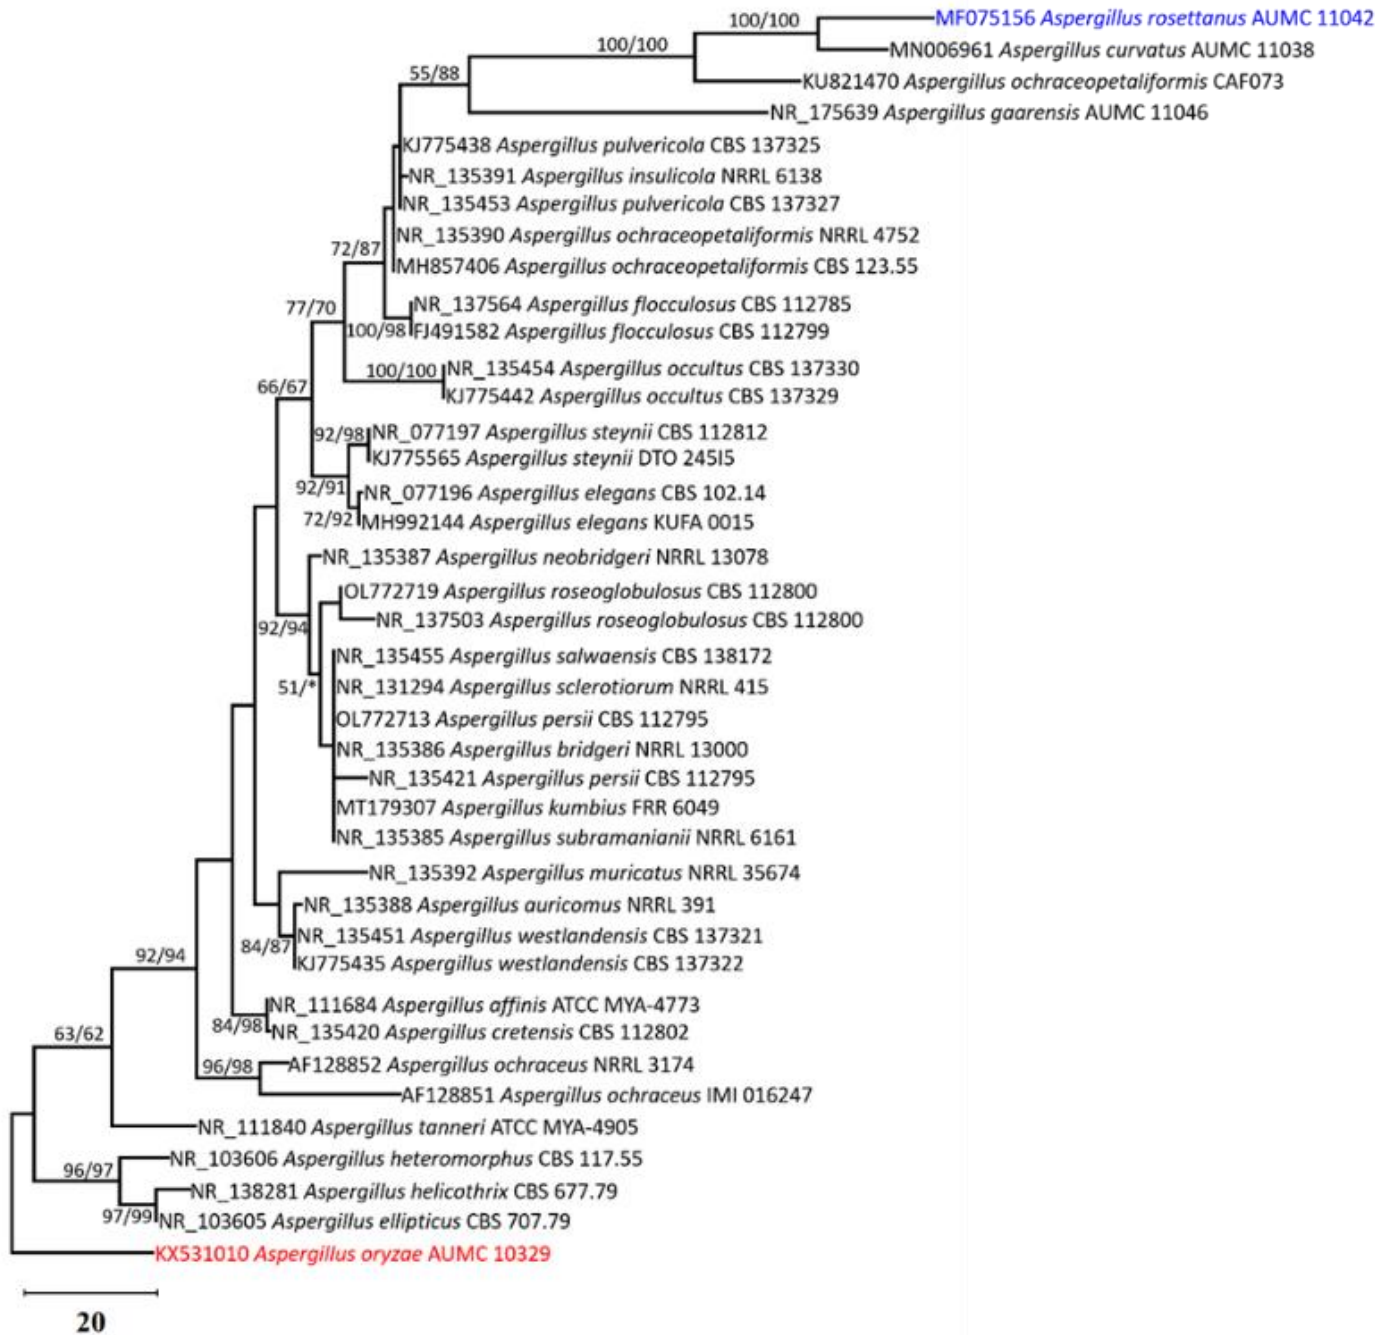 100/100
MF075156 Aspergillus rosettanus AUMC 11042
100/100
MN006961 Aspergillus curvatus AUMC 11038
55/88
KU821470 Aspergillus ochraceopetaliformis CAF073
NR_175639 Aspergillus gaarensis AUMC 11046
KJ775438 Aspergillus pulvericola CBS 137325
NR_135391 Aspergillus insulicola NRRL 6138
NR_135453 Aspergillus pulvericola CBS 137327
NR_135390 Aspergillus ochraceopetaliformis NRRL 4752
72/87
MH857406 Aspergillus ochraceopetaliformis CBS 123.55
NR_137564 Aspergillus flocculosus CBS 112785
77/70
100/98
FJ491582 Aspergillus flocculosus CBS 112799
100/100
NR_135454 Aspergillus occultus CBS 137330
66/67
KJ775442 Aspergillus occultus CBS 137329
92/98
NR_077197 Aspergillus steynii CBS 112812
KJ775565 Aspergillus steynii DTO 245I5
92/91
NR_077196 Aspergillus elegans CBS 102.14
72/92
MH992144 Aspergillus elegans KUFA 0015
NR_135387 Aspergillus neobridgeri NRRL 13078
OL772719 Aspergillus roseoglobulosus CBS 112800
92/94
NR_137503 Aspergillus roseoglobulosus CBS 112800
NR_135455 Aspergillus salwaensis CBS 138172
51/*
NR_131294 Aspergillus sclerotiorum NRRL 415
OL772713 Aspergillus persii CBS 112795
NR_135386 Aspergillus bridgeri NRRL 13000
NR_135421 Aspergillus persii CBS 112795
MT179307 Aspergillus kumbius FRR 6049
NR_135385 Aspergillus subramanianii NRRL 6161
NR_135392 Aspergillus muricatus NRRL 35674
NR_135388 Aspergillus auricomus NRRL 391
84/87
NR_135451 Aspergillus westlandensis CBS 137321
92/94
KJ775435 Aspergillus westlandensis CBS 137322
NR_111684 Aspergillus affinis ATCC MYA-4773
84/98
NR_135420 Aspergillus cretensis CBS 112802
63/62
96/98
AF128852 Aspergillus ochraceus NRRL 3174
AF128851 Aspergillus ochraceus IMI 016247
NR_111840 Aspergillus tanneri ATCC MYA-4905
96/97
NR_103606 Aspergillus heteromorphus CBS 117.55
NR_138281 Aspergillus helicothrix CBS 677.79
97/99
NR_103605 Aspergillus ellipticus CBS 707.79
KX531010 Aspergillus oryzae AUMC 10329
20